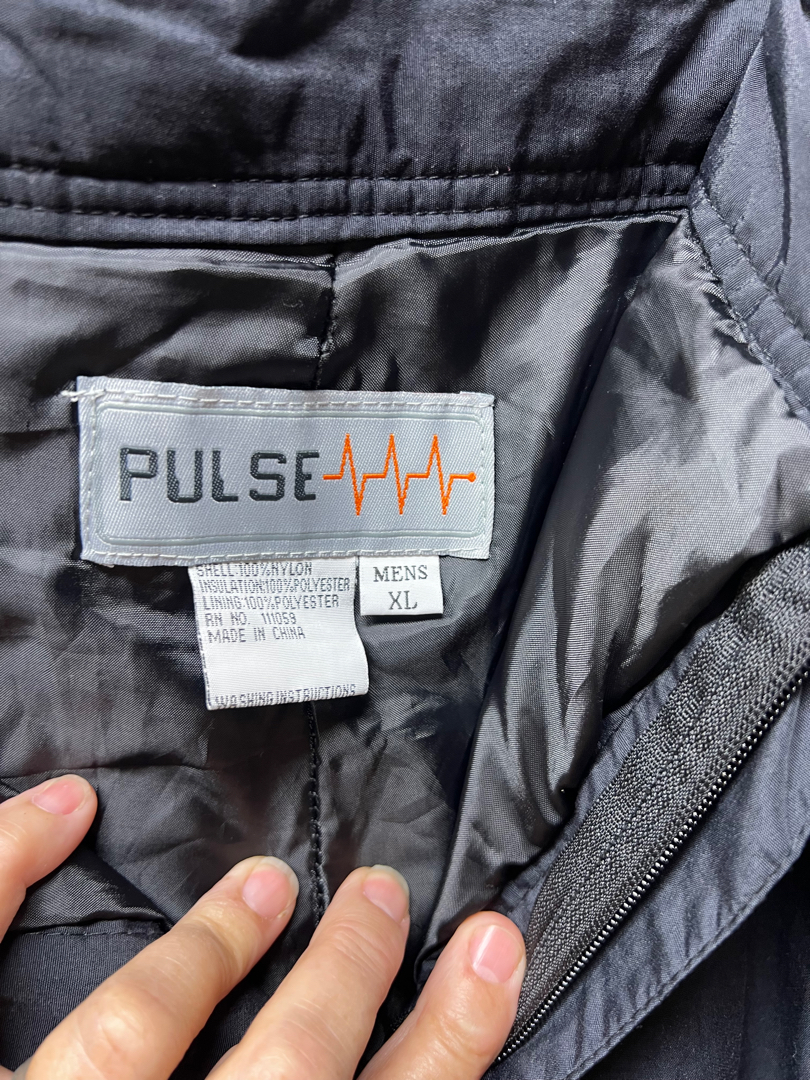 PULSE
SHELL:100%NYLON
INSULATION:100%POLYESTER
LINING:100%POLYESTER
RN NO. 111059
MADE IN CHINA
WASHING INSTRUCTIONS
MENS
XL